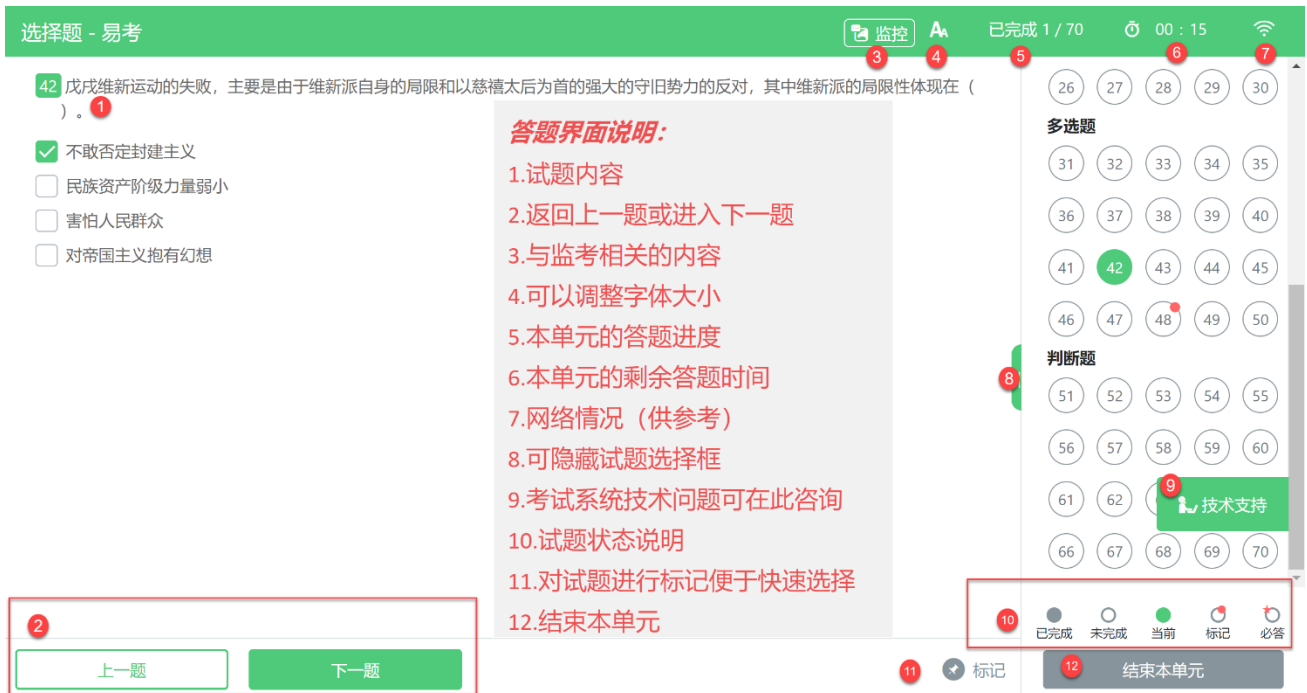 选择题 - 易考
监控
3
4
已完成 1 / 70
5
00 : 15
6
7
42 戊戌维新运动的失败，主要是由于维新派自身的局限和以慈禧太后为首的强大的守旧势力的反对，其中维新派的局限性体现在（
）。
1
不敢否定封建主义
民族资产阶级力量弱小
害怕人民群众
对帝国主义抱有幻想
答题界面说明：
1.试题内容
2.返回上一题或进入下一题
3.与监考相关的内容
4.可以调整字体大小
5.本单元的答题进度
6.本单元的剩余答题时间
7.网络情况（供参考）
8.可隐藏试题选择框
9.考试系统技术问题可在此咨询
10.试题状态说明
11.对试题进行标记便于快速选择
12.结束本单元
26 27 28 29 30
多选题
31 32 33 34 35
36 37 38 39 40
41 42 43 44 45
46 47 48 49 50
判断题
8
51 52 53 54 55
56 57 58 59 60
61 62
9
技术支持
66 67 68 69 70
10
已完成 未完成 当前 标记 必答
2
上一题 下一题
11
标记
12
结束本单元